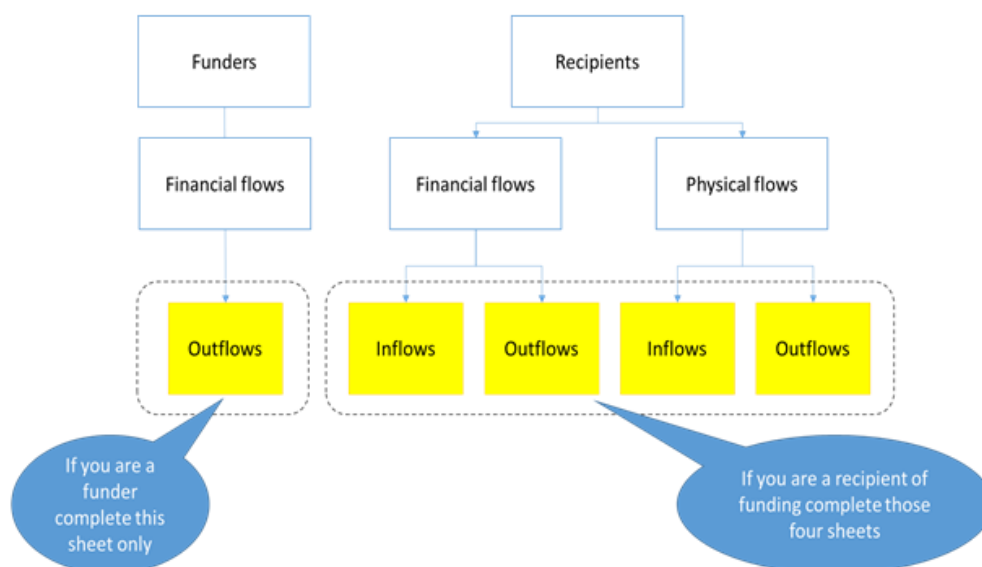 Funders
Recipients
Financial flows
Financial flows
Physical flows
Outflows
Inflows
Outflows
Inflows
Outflows
If you are a
funder
complete this
sheet only
If you are a recipient of
funding complete those
four sheets